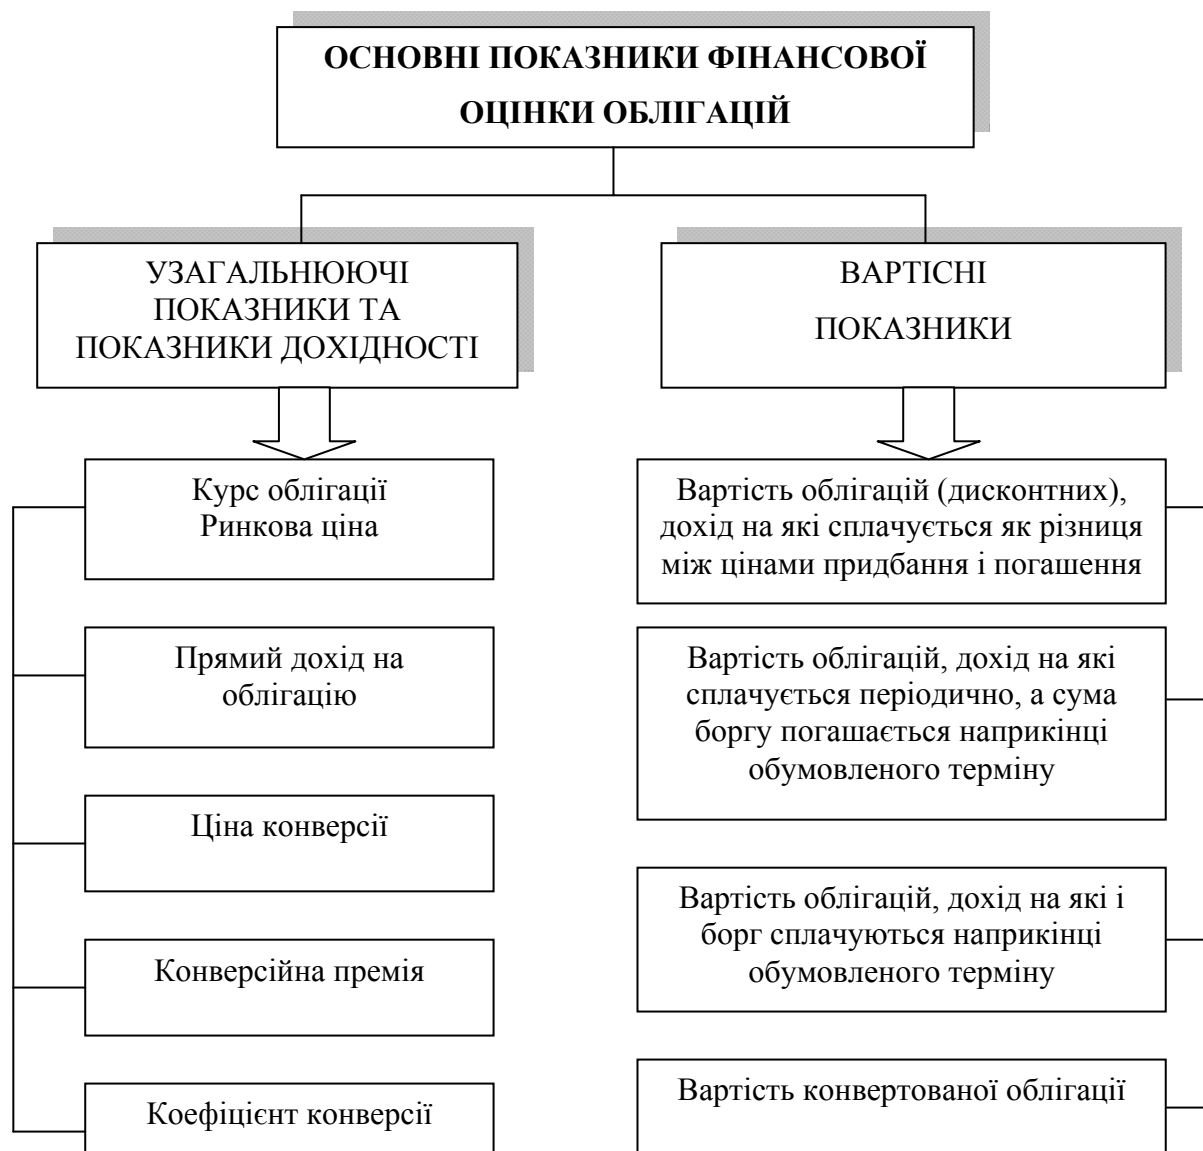 ОСНОВНІ ПОКАЗНИКИ ФІНАНСОВОЇ
ОЦІНКИ ОБЛІГАЦІЙ
УЗАГАЛЬНЮЮЧІ
ПОКАЗНИКИ ТА
ПОКАЗНИКИ ДОХІДНОСТІ
ВАРТІСНІ
ПОКАЗНИКИ
Курс облігації
Ринкова ціна
Прямий дохід на
облігацію
Ціна конверсії
Конверсійна премія
Коефіцієнт конверсії
Вартість облігацій (дисконтних),
дохід на які сплачується як різниця
між цінами придбання і погашення
Вартість облігацій, дохід на які
сплачується періодично, а сума
боргу погашається наприкінці
обумовленого терміну
Вартість облігацій, дохід на які і
борг сплачуються наприкінці
обумовленого терміну
Вартість конвертованої облігації